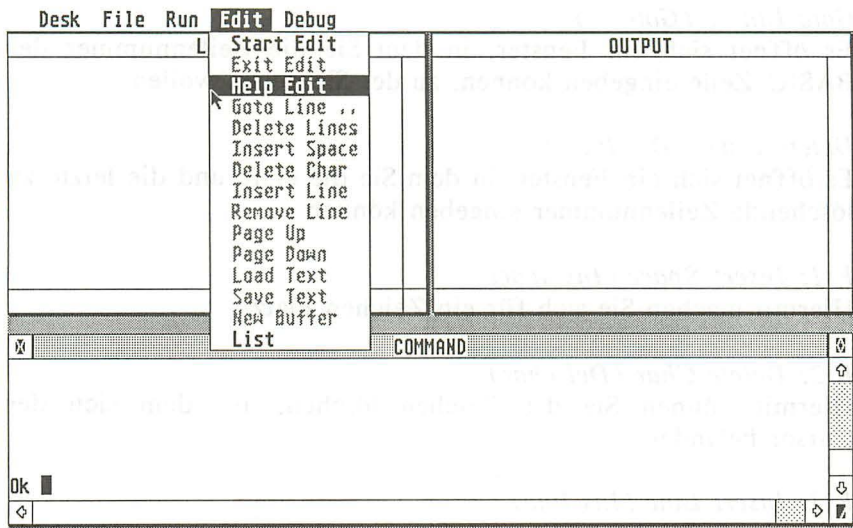 Desk File Run Edit Debug
L
OUTPUT
Start Edit
Exit Edit
Help Edit
Goto Line ..
Delete Lines
Insert Space
Delete Char
Insert Line
Remove Line
Page Up
Page Down
Load Text
Save Text
New Buffer
List
COMMAND
Ok